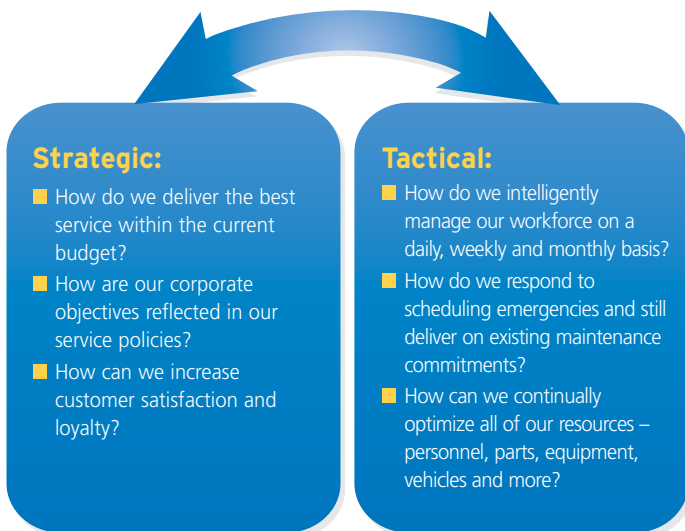 Strategic:
■ How do we deliver the best
service within the current
budget?
■ How are our corporate
objectives reflected in our
service policies?
■ How can we increase
customer satisfaction and
loyalty?
Tactical:
■ How do we intelligently
manage our workforce on a
daily, weekly and monthly basis?
■ How do we respond to
scheduling emergencies and still
deliver on existing maintenance
commitments?
■ How can we continually
optimize all of our resources –
personnel, parts, equipment,
vehicles and more?